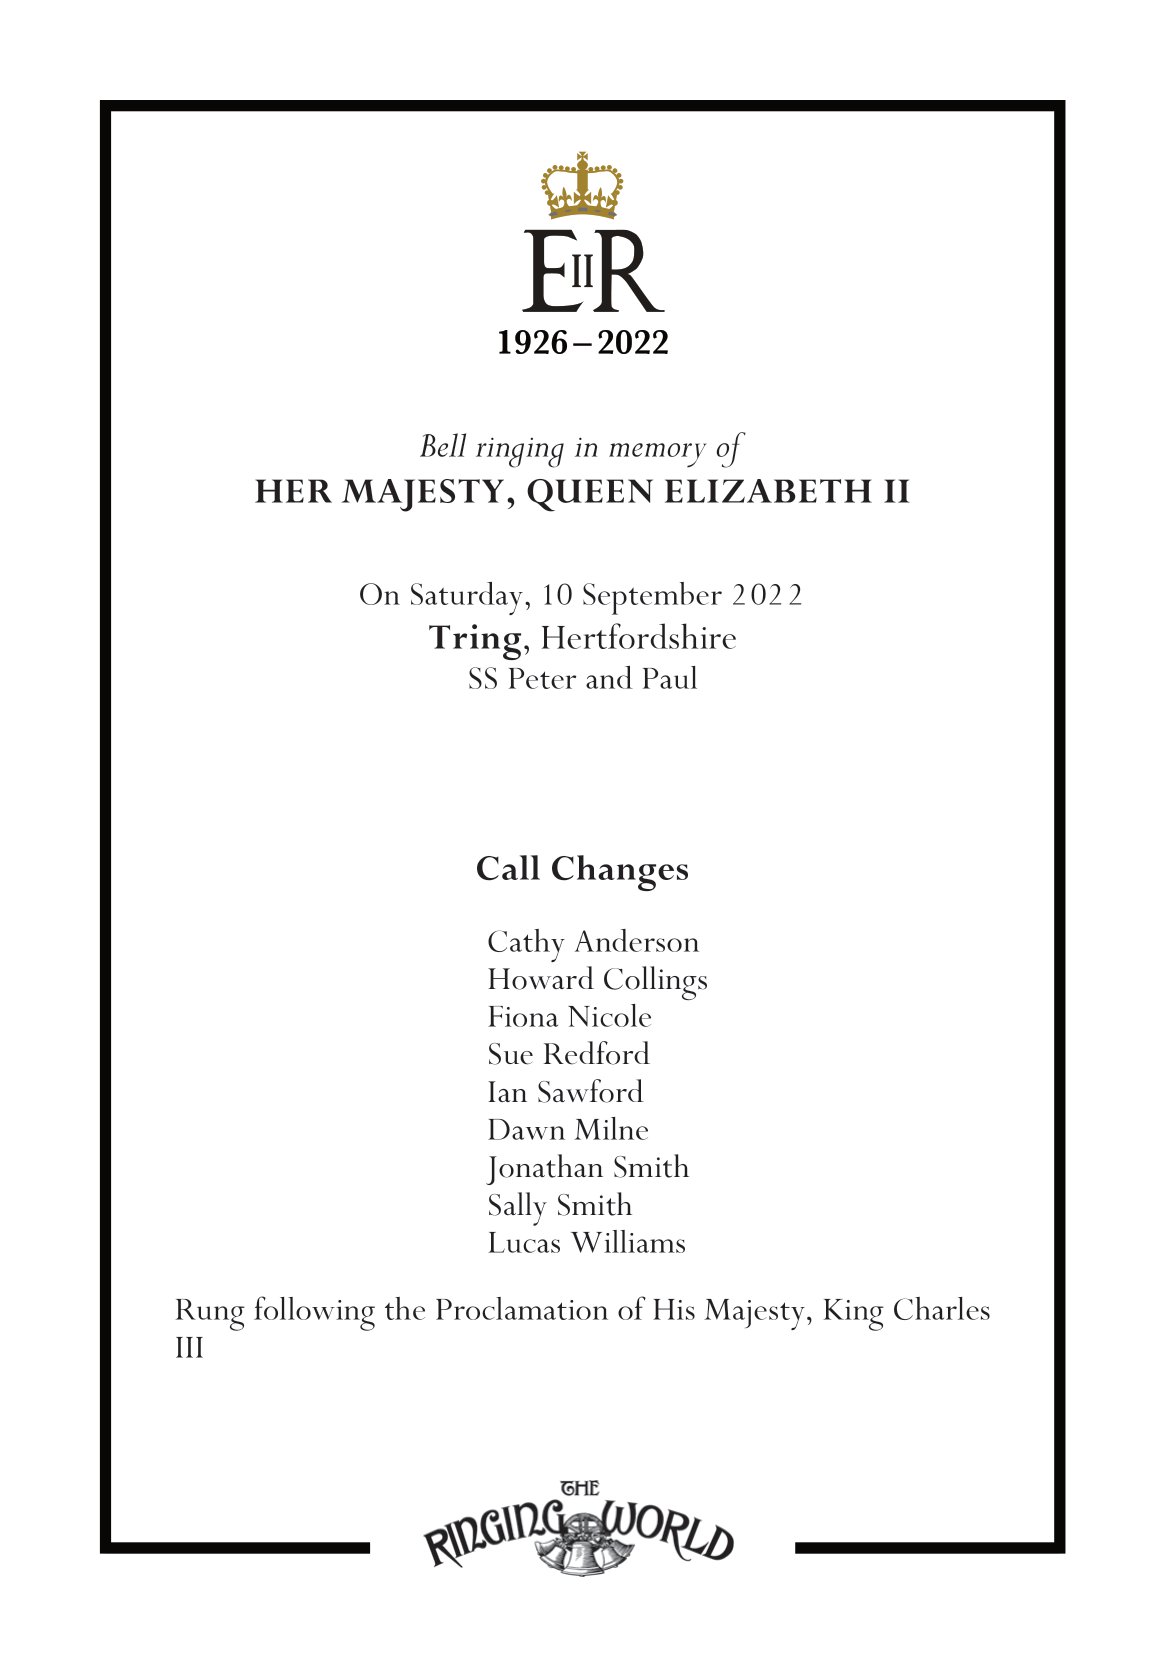 EIIR
1926–2022
Bell ringing in memory of
HER MAJESTY, QUEEN ELIZABETH II
On Saturday, 10 September 2022
Tring, Hertfordshire
SS Peter and Paul
Call Changes
Cathy Anderson
Howard Collings
Fiona Nicole
Sue Redford
Ian Sawford
Dawn Milne
Jonathan Smith
Sally Smith
Lucas Williams
Rung following the Proclamation of His Majesty, King Charles
III
THE
RINGING WORLD